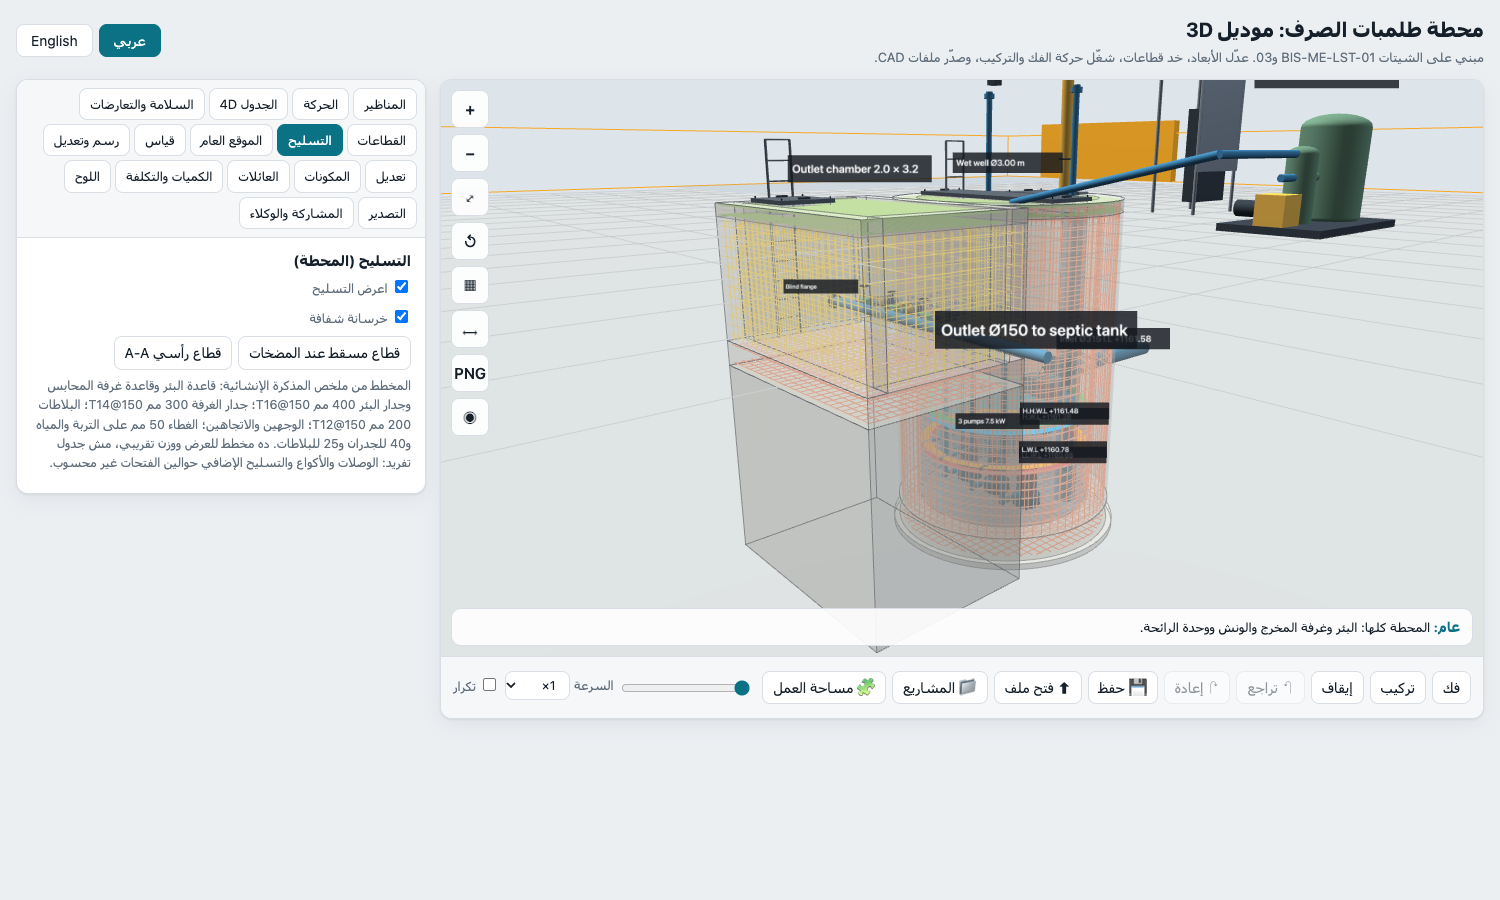 محطة طلمبات الصرف: موديل 3D
مبني على الشيتات BIS-ME-LST-01 و03. عدّل الأبعاد، خد قطاعات، شغّل حركة الفك والتركيب، وصدّر ملفات CAD.
عربي
English
المناظير
الحركة
الجدول 4D
السلامة والتعارضات
القطاعات
التسليح
الموقع العام
قياس
رسم وتعديل
تعديل
المكونات
العائلات
الكميات والتكلفة
اللوح
التصدير
المشاركة والوكلاء
التسليح (المحطة)
اعرض التسليح
خرسانة شفافة
قطاع مسقط عند المضخات
قطاع رأسي A-A
المخطط من ملخص المذكرة الإنشائية: قاعدة البئر وقاعدة غرفة المحابس
وجدار البئر 400 مم T16@150؛ جدار الغرفة 300 مم T14@150؛ البلاطات
200 مم T12@150؛ الوجهين والاتجاهين؛ الغطاء 50 مم على التربة والمياه
و40 للجدران و25 للبلاطات. ده مخطط للعرض ووزن تقريبي، مش جدول
تفريد: الوصلات والأكواع والتسليح الإضافي حوالين الفتحات غير محسوب.
+
−
PNG
Outlet chamber 2.0 × 3.2
Wet well Ø3.00 m
Blind flange
Outlet Ø150 to septic tank
H.H.W.L +1161.48
3 pumps 7.5 kW
L.W.L +1160.78
عام: المحطة كلها: البئر وغرفة المخرج والونش ووحدة الرائحة.
فك
تركيب
إيقاف
تراجع
إعادة
حفظ
فتح ملف
المشاريع
مساحة العمل
السرعة
×1
تكرار